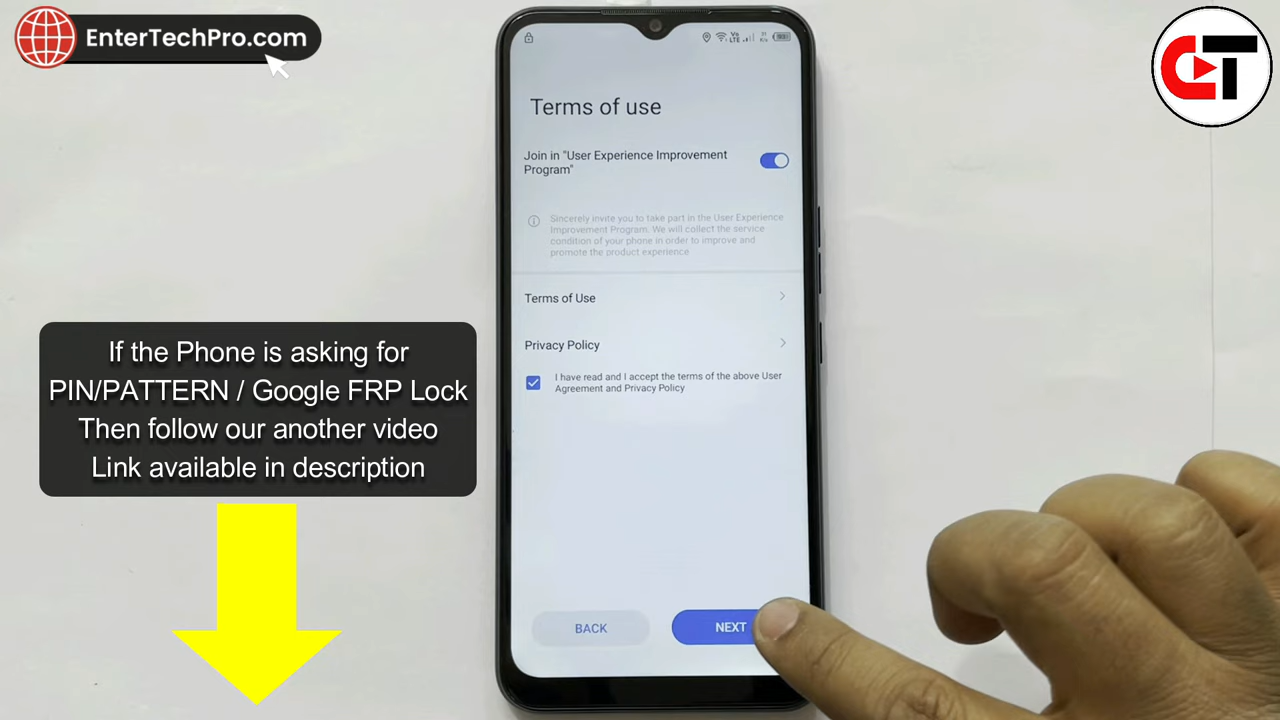 EnterTechPro.com
CT
Vo
LTE
Terms of use
Join in "User Experience Improvement
Program"
Sincerely invite you to take part in the User Experience
Improvement Program. We will collect the service
condition of your phone in order to improve and
promote the product experience
Terms of Use
Privacy Policy
I have read and I accept the terms of the above User
Agreement and Privacy Policy
BACK
NEXT
If the Phone is asking for
PIN/PATTERN / Google FRP Lock
Then follow our another video
Link available in description